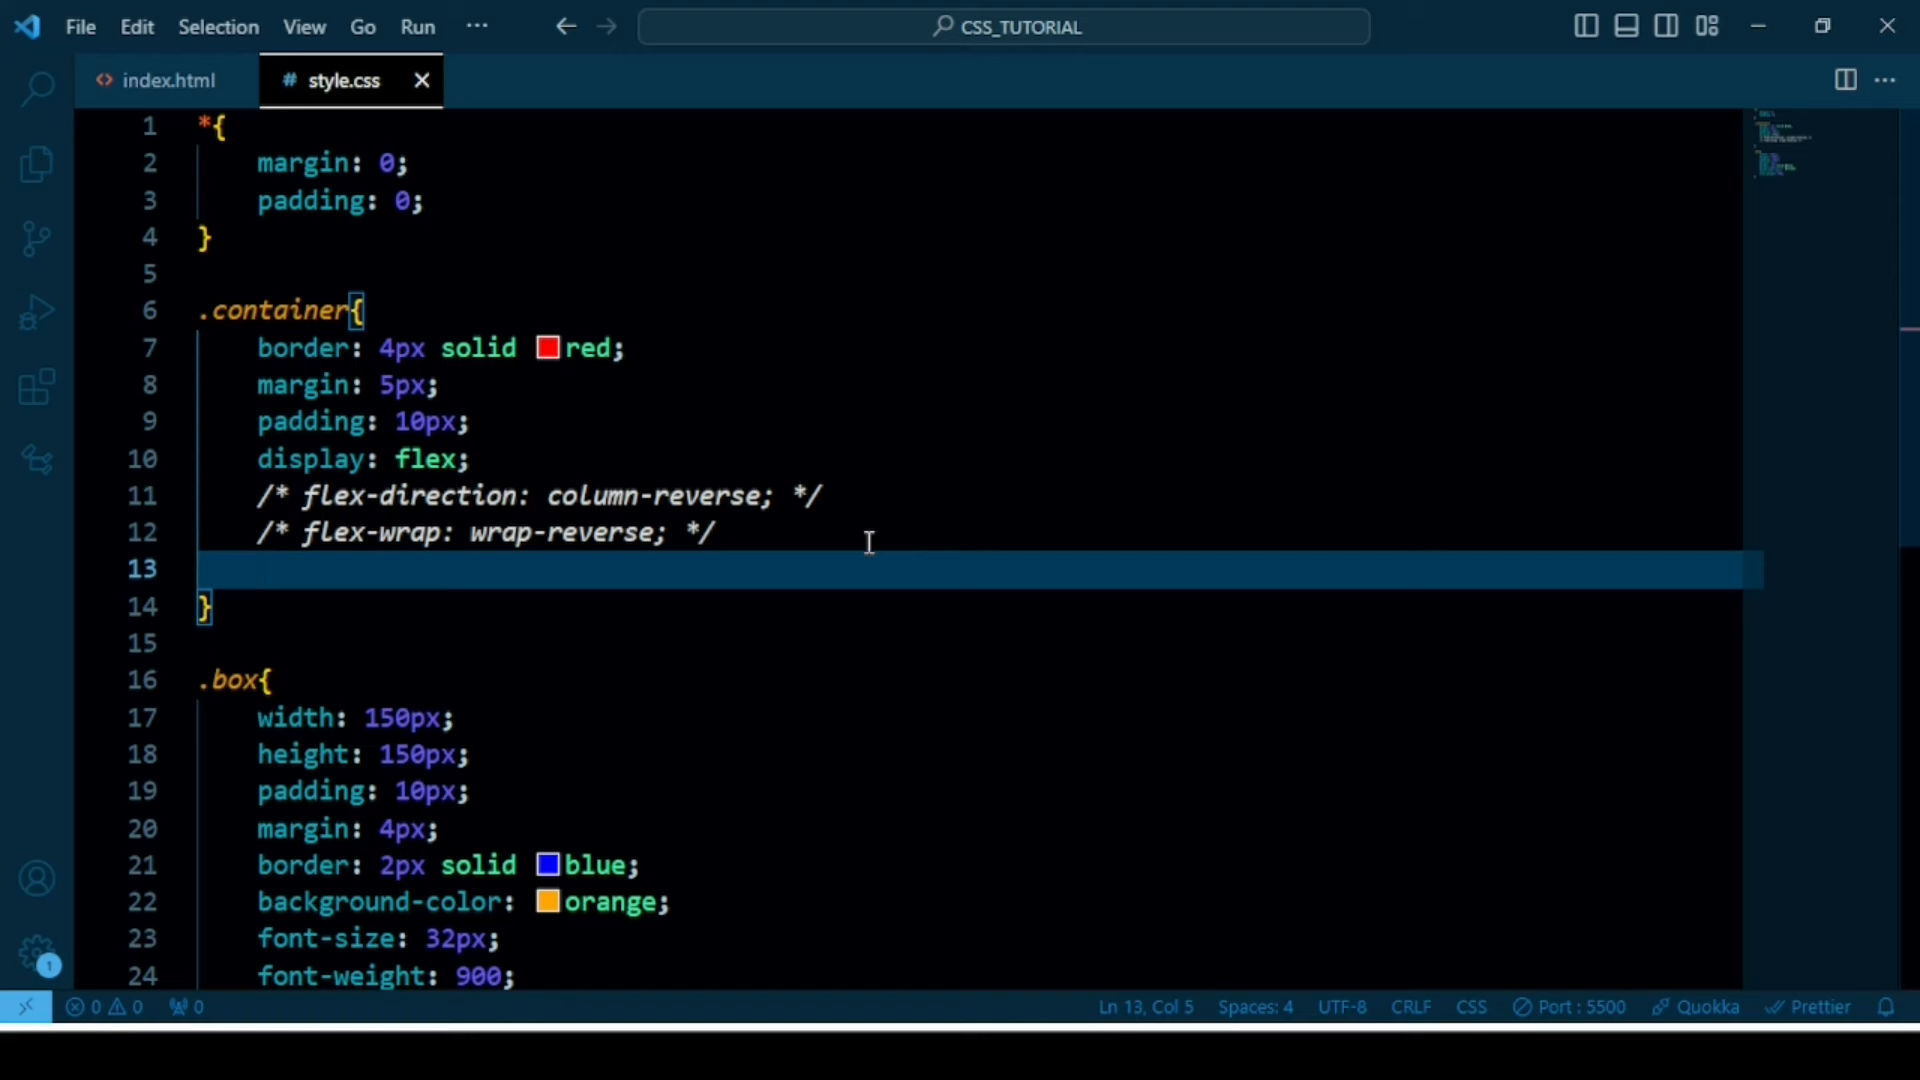 File Edit Selection View Go Run ··· CSS_TUTORIAL
index.html # style.css
1 *{
2 margin: 0;
3 padding: 0;
4 }
5
6 .container{
7 border: 4px solid red;
8 margin: 5px;
9 padding: 10px;
10 display: flex;
11 /* flex-direction: column-reverse; */
12 /* flex-wrap: wrap-reverse; */
13
14 }
15
16 .box{
17 width: 150px;
18 height: 150px;
19 padding: 10px;
20 margin: 4px;
21 border: 2px solid blue;
22 background-color: orange;
23 font-size: 32px;
24 font-weight: 900;
1
0 0 0 Ln 13, Col 5 Spaces: 4 UTF-8 CRLF CSS Port : 5500 Quokka Prettier